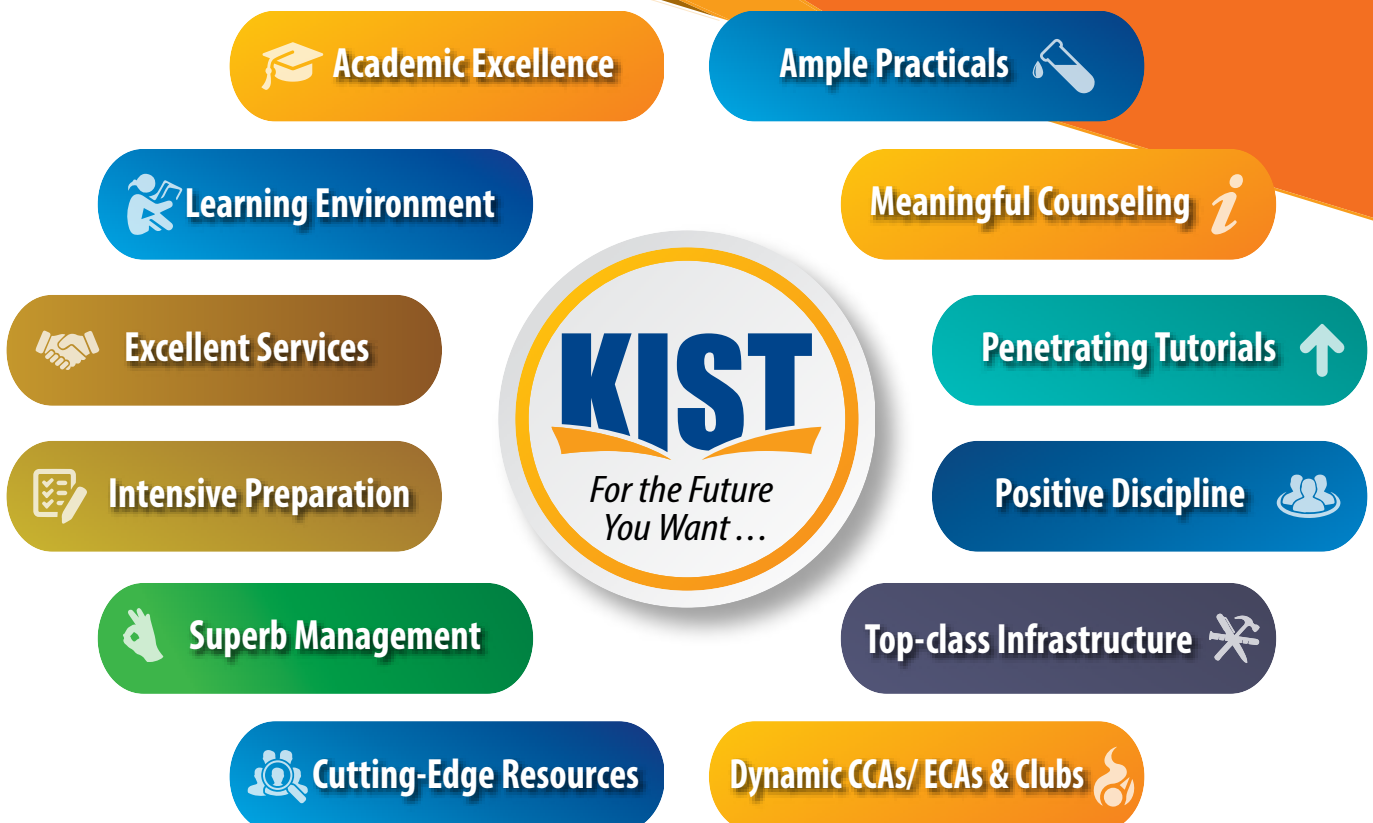 Academic Excellence
Ample Practicals
Learning Environment
Meaningful Counseling
Excellent Services
Penetrating Tutorials
KIST
For the Future
You Want ...
Intensive Preparation
Positive Discipline
Superb Management
Top-class Infrastructure
Cutting-Edge Resources
Dynamic CCAs/ ECAs & Clubs